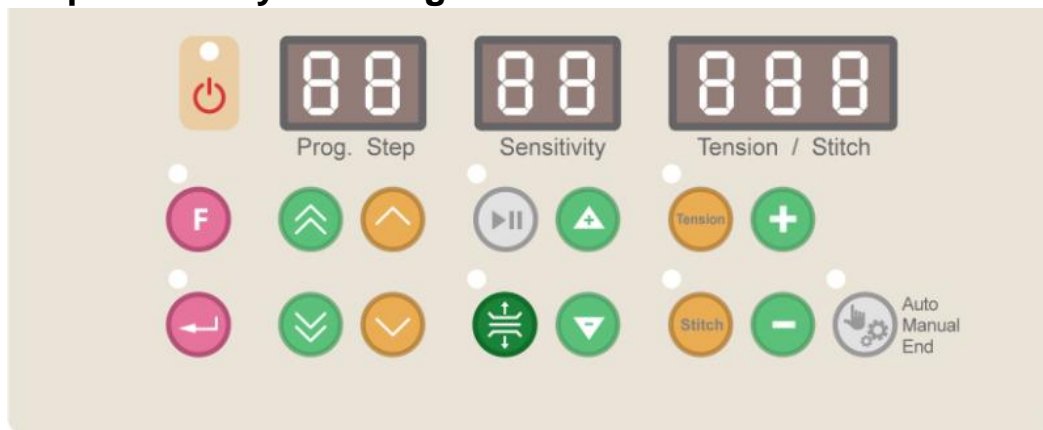 88
88
888
Prog. Step
Sensitivity
Tension / Stitch
F
Tension
+
Stitch
-
Auto
Manual
End